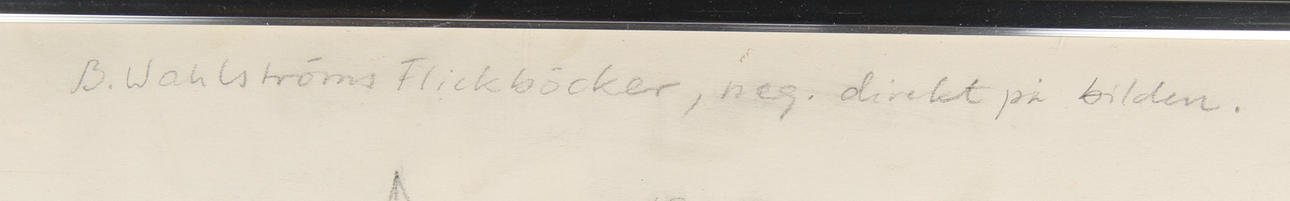 B. Wahlströms Flickböcker, neg. direkt på bilden.